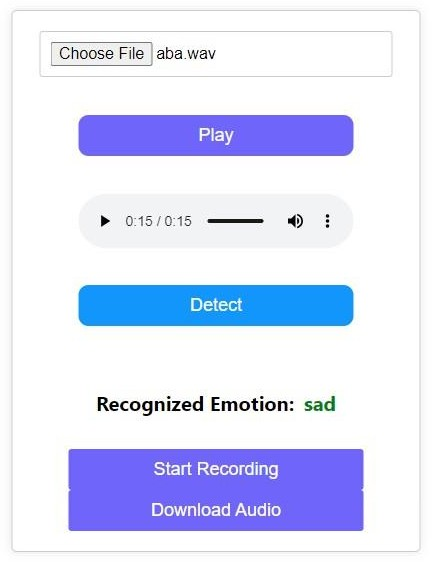 Choose File aba.wav
Play
0:15 / 0:15
Detect
Recognized Emotion: sad
Start Recording
Download Audio